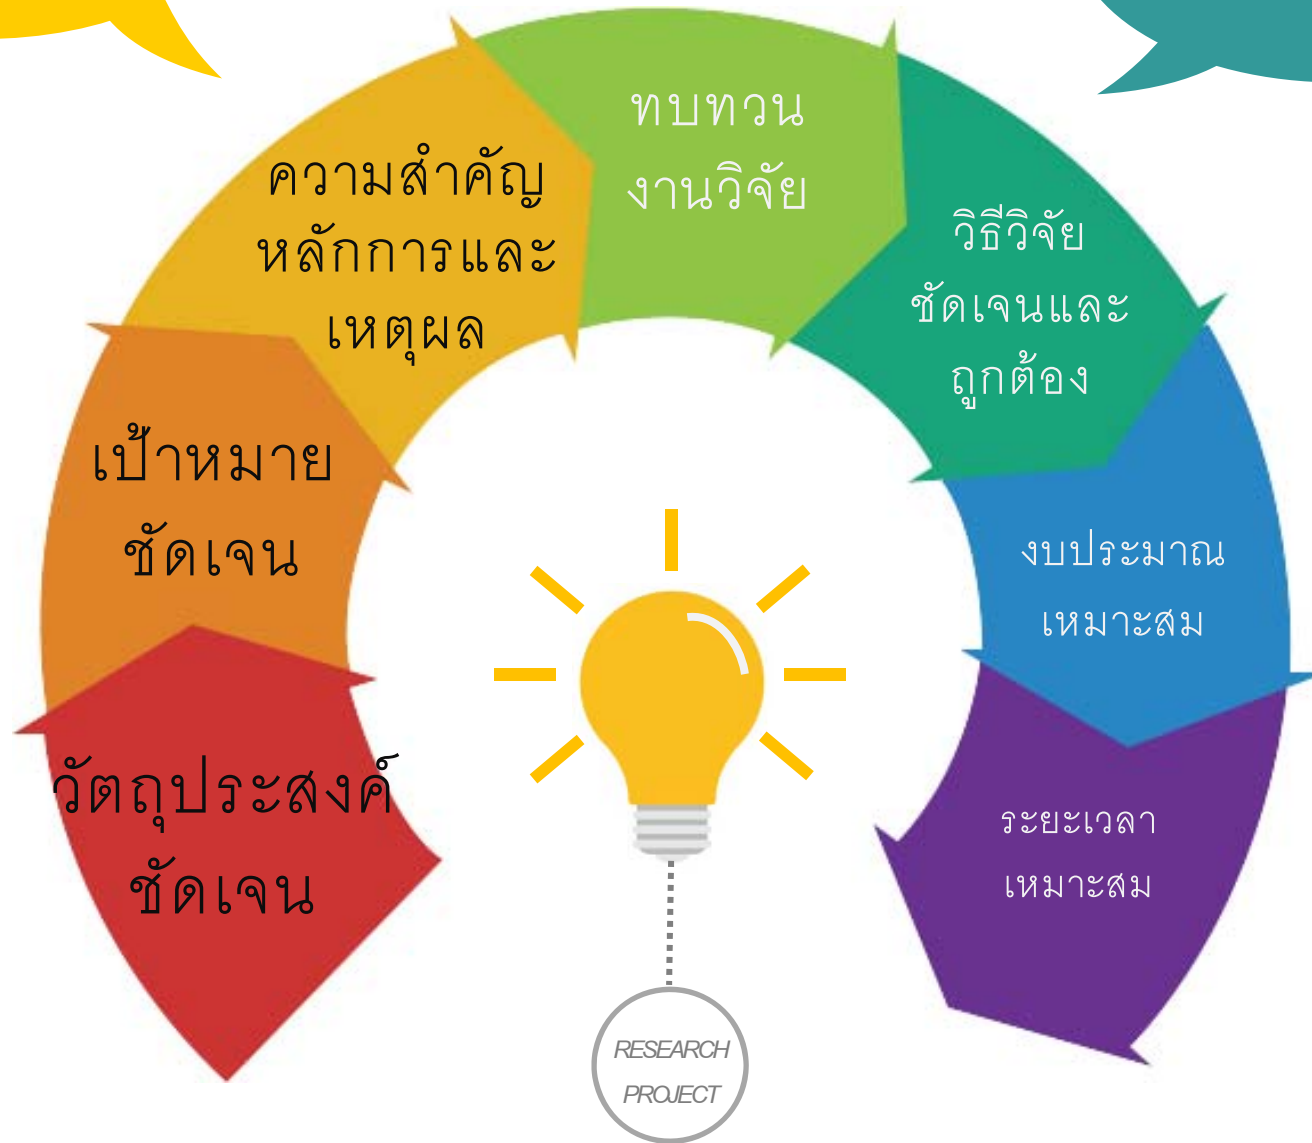 วัตถุประสงค์
ชัดเจน
เป้าหมาย
ชัดเจน
ความสำคัญ
หลักการและ
เหตุผล
ทบทวน
งานวิจัย
วิธีวิจัย
ชัดเจนและ
ถูกต้อง
งบประมาณ
เหมาะสม
ระยะเวลา
เหมาะสม
RESEARCH
PROJECT